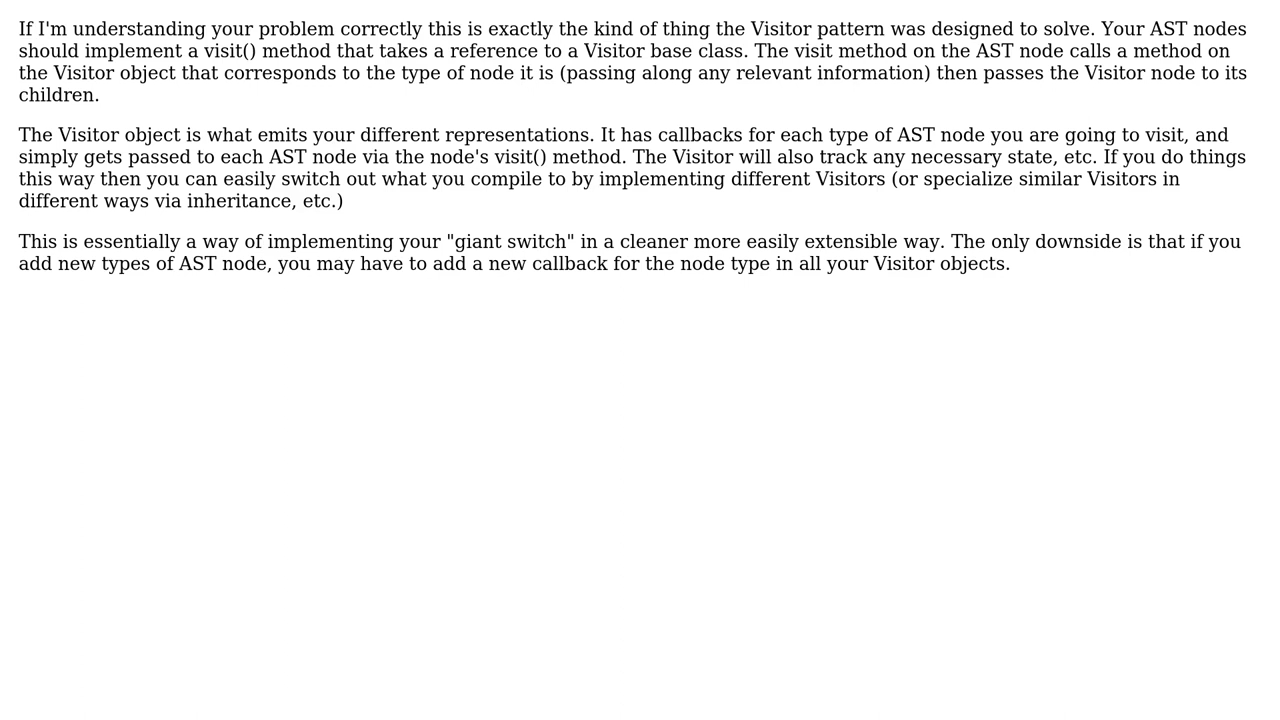 If I'm understanding your problem correctly this is exactly the kind of thing the Visitor pattern was designed to solve. Your AST nodes
should implement a visit() method that takes a reference to a Visitor base class. The visit method on the AST node calls a method on
the Visitor object that corresponds to the type of node it is (passing along any relevant information) then passes the Visitor node to its
children.
The Visitor object is what emits your different representations. It has callbacks for each type of AST node you are going to visit, and
simply gets passed to each AST node via the node's visit() method. The Visitor will also track any necessary state, etc. If you do things
this way then you can easily switch out what you compile to by implementing different Visitors (or specialize similar Visitors in
different ways via inheritance, etc.)
This is essentially a way of implementing your "giant switch" in a cleaner more easily extensible way. The only downside is that if you
add new types of AST node, you may have to add a new callback for the node type in all your Visitor objects.